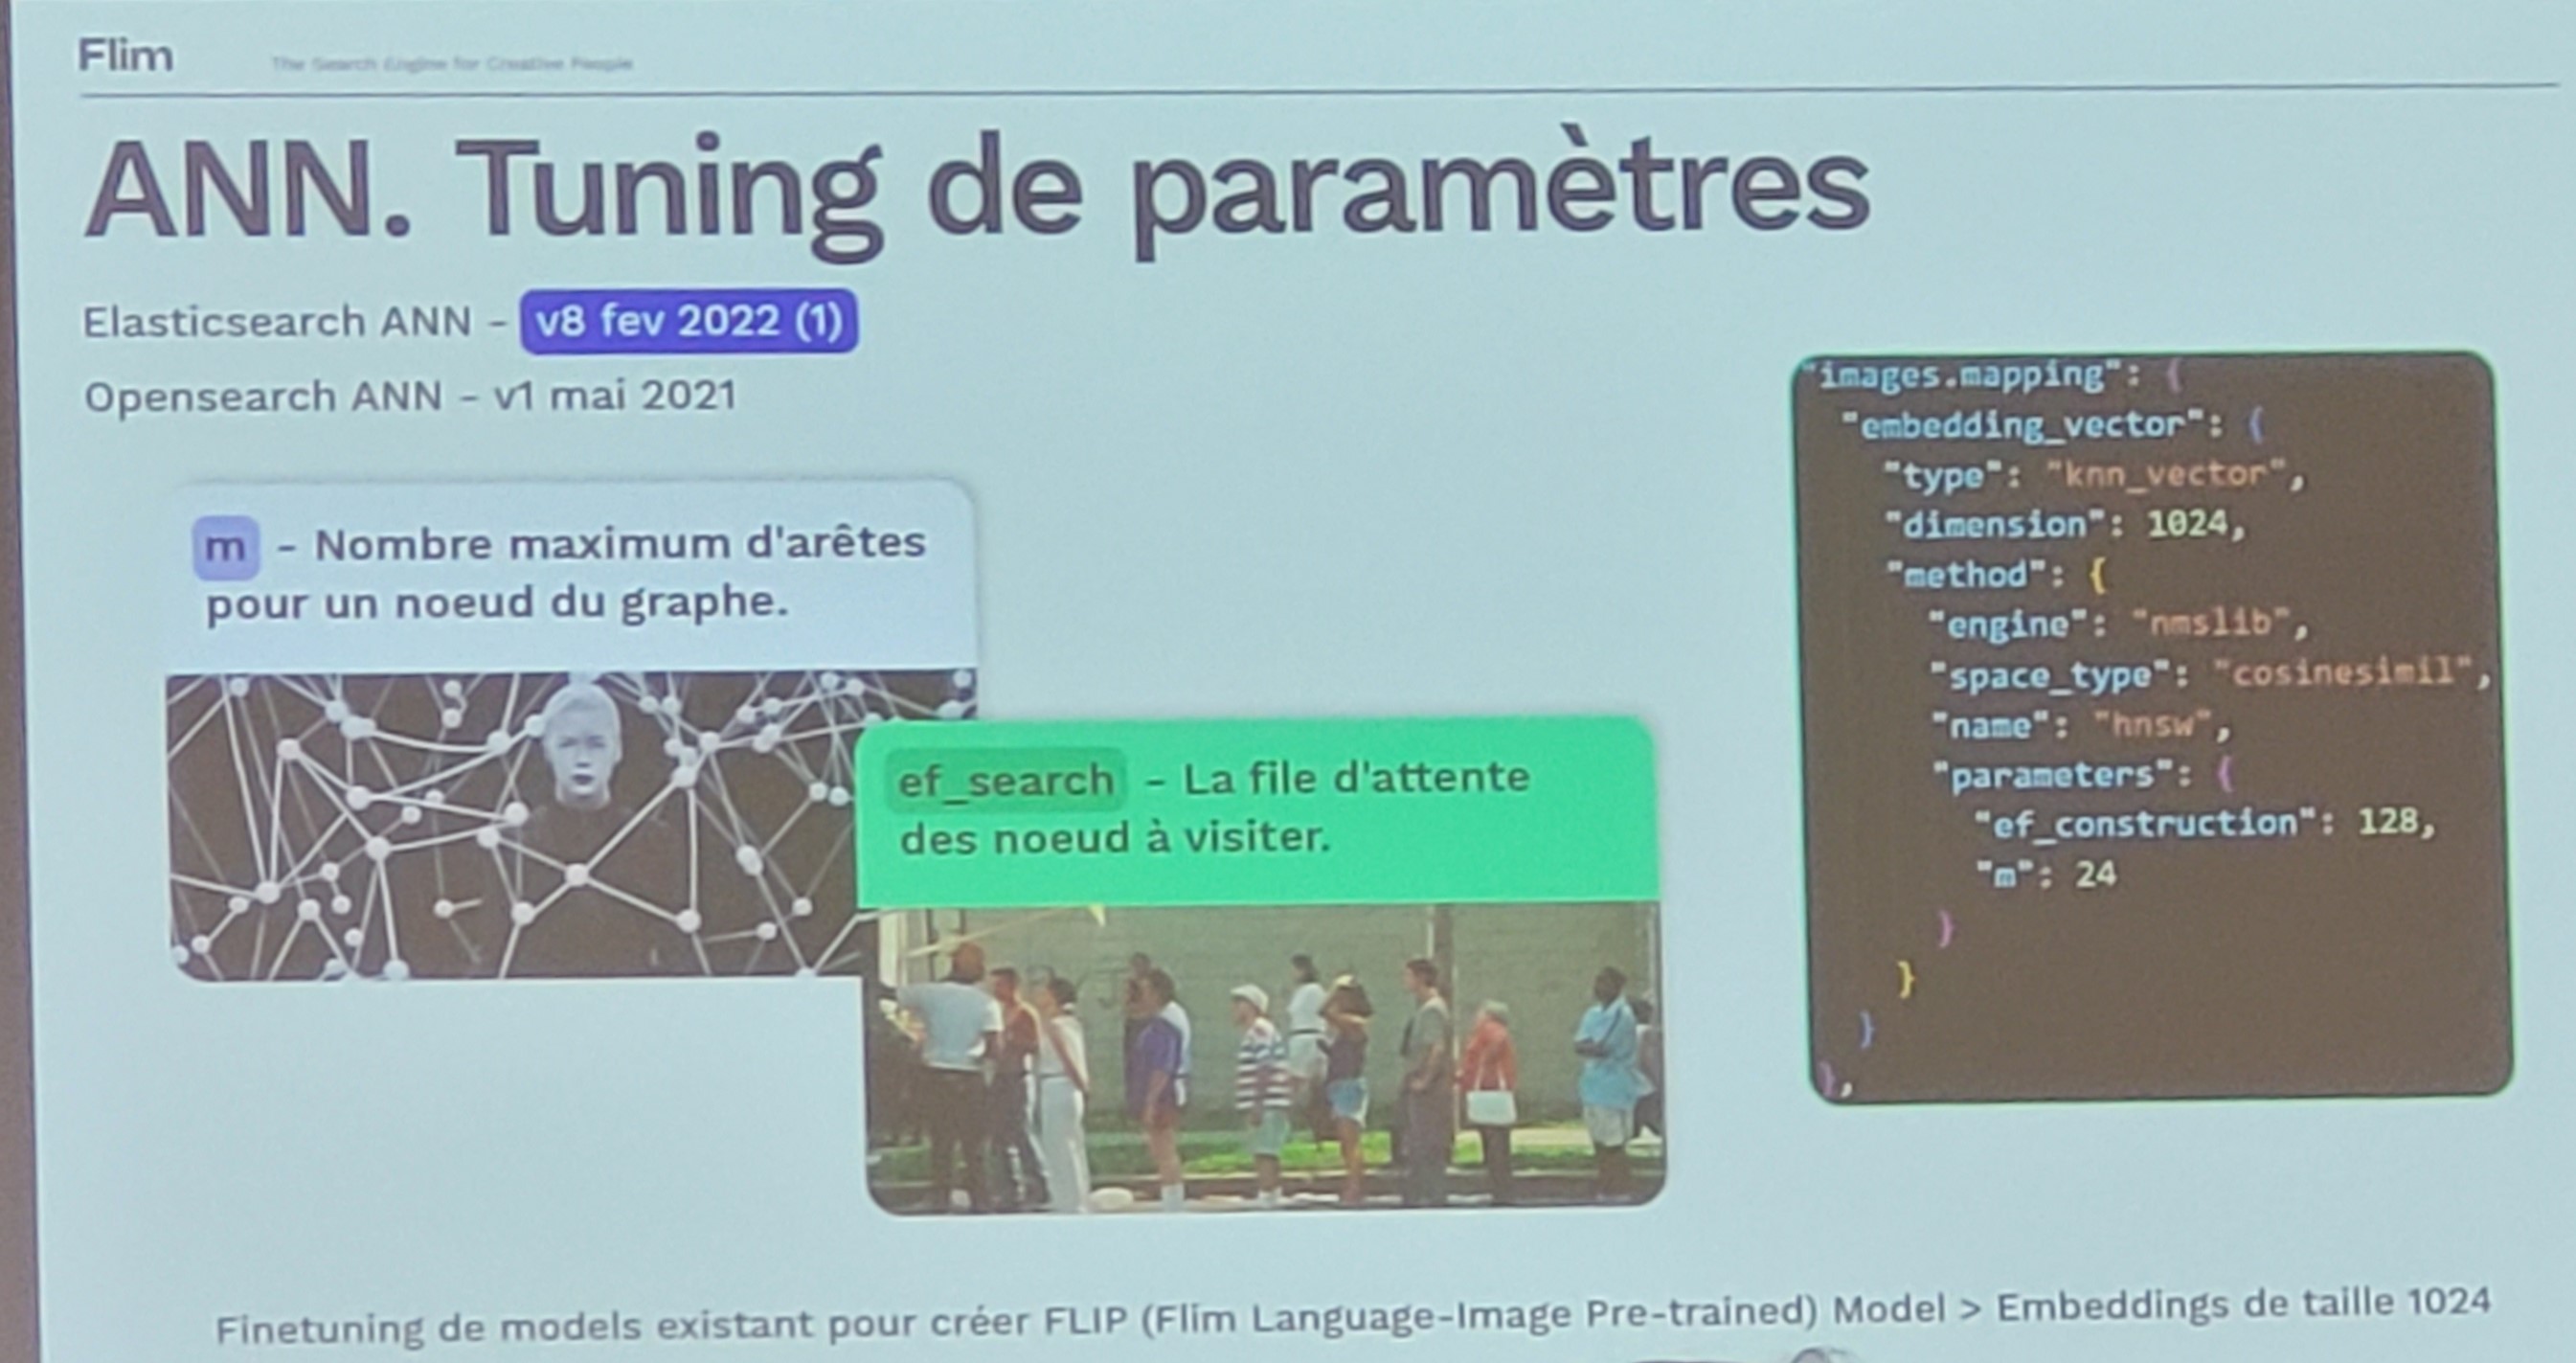 Flim
The Search Engine for Creative People
ANN. Tuning de paramètres
Elasticsearch ANN – v8 fev 2022 (1)
Opensearch ANN – v1 mai 2021
m – Nombre maximum d'arêtes
pour un noeud du graphe.
ef_search – La file d'attente
des noeud à visiter.
"images.mapping": {
"embedding_vector": {
"type": "knn_vector",
"dimension": 1024,
"method": {
"engine": "nmslib",
"space_type": "cosinesimil",
"name": "hnsw",
"parameters": {
"ef_construction": 128,
"m": 24
}
}
}
},
Finetuning de models existant pour créer FLIP (Flim Language-Image Pre-trained) Model > Embeddings de taille 1024